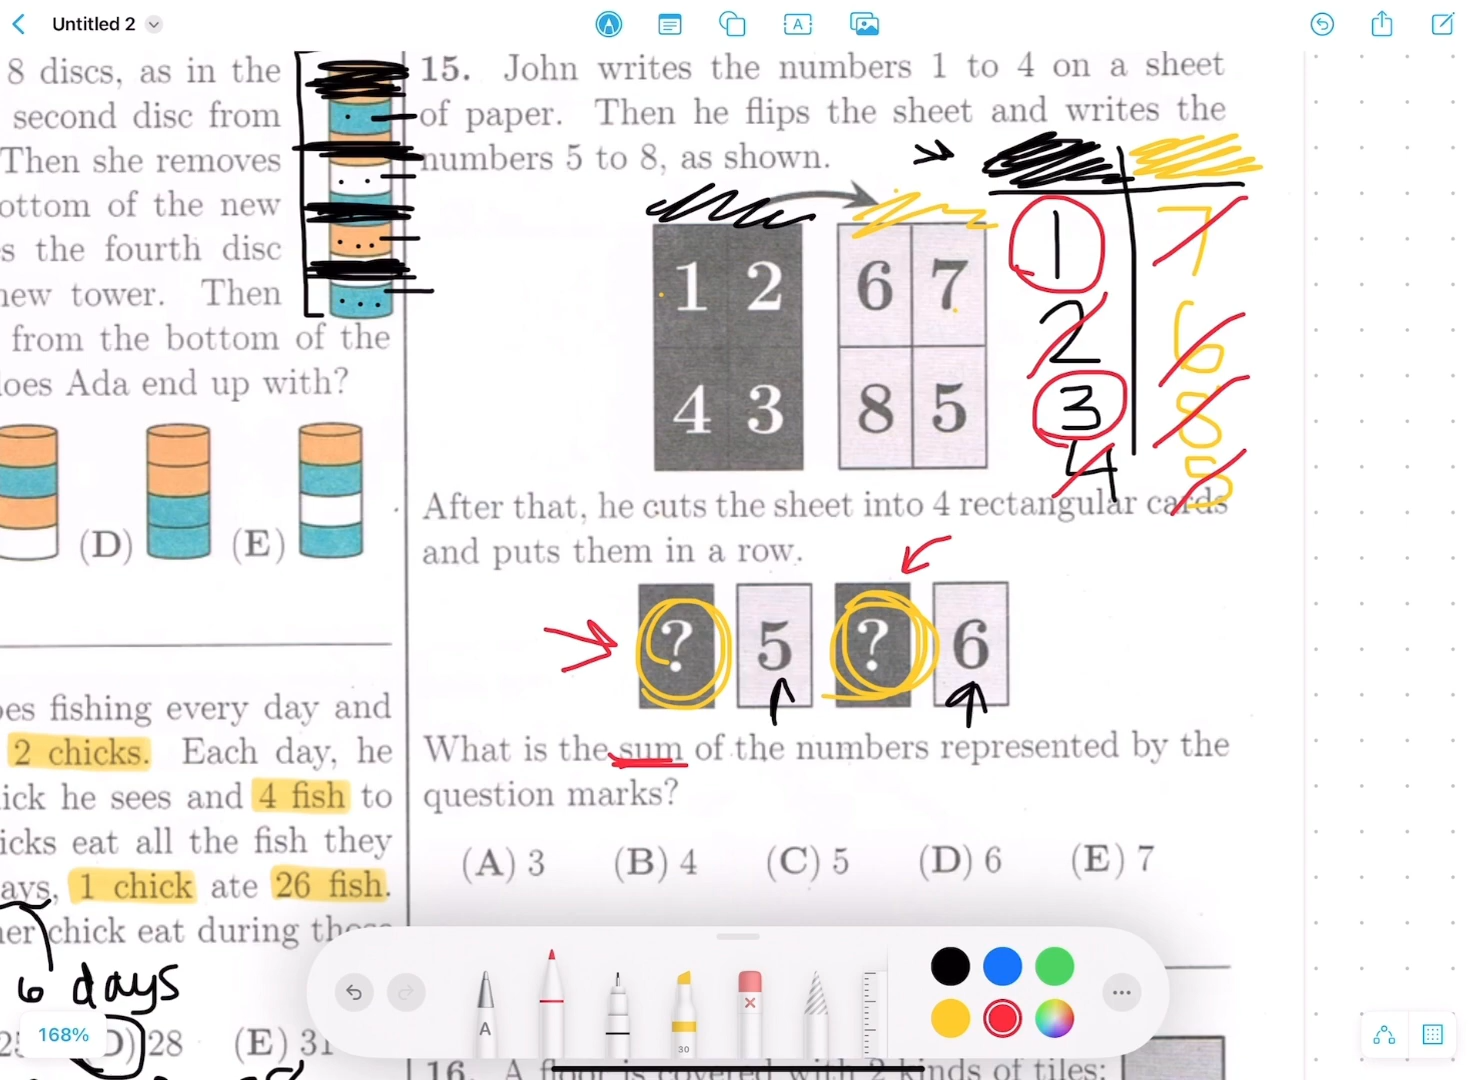 Untitled 2
8 discs, as in the
second disc from
Then she removes
ottom of the new
s the fourth disc
new tower. Then
from the bottom of the
loes Ada end up with?
(D)
(E)
es fishing every day and
2 chicks. Each day, he
ick he sees and 4 fish to
icks eat all the fish they
ays, 1 chick ate 26 fish.
er chick eat during
6 days
28
(E) 31
168%
15. John writes the numbers 1 to 4 on a sheet
of paper. Then he flips the sheet and writes the
numbers 5 to 8, as shown.
1 2
4 3
6 7
8 5
1 7
2 6
3 8
4 5
After that, he cuts the sheet into 4 rectangular cards
and puts them in a row.
? 5 ? 6
What is the sum of the numbers represented by the
question marks?
(A) 3 (B) 4 (C) 5 (D) 6 (E) 7
A
30
16. A floor is covered with 2 kinds of tiles: